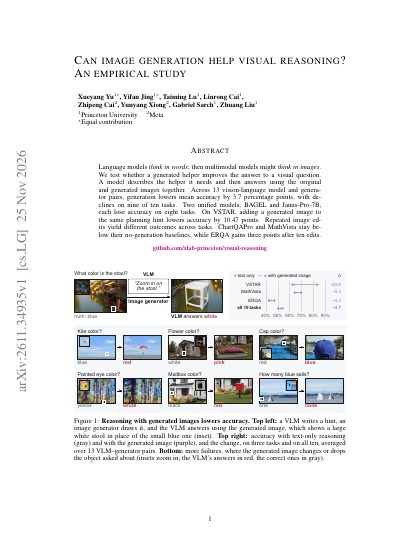 CAN IMAGE GENERATION HELP VISUAL REASONING?
AN EMPIRICAL STUDY
Xueyang Yu¹*, Yifan Jing¹*, Taiming Lu¹, Linrong Cai¹,
Zhipeng Cai², Yunyang Xiong², Gabriel Sarch¹, Zhuang Liu¹
¹Princeton University ²Meta
*Equal contribution
ABSTRACT
Language models think in words; then multimodal models might think in images.
We test whether a generated helper improves the answer to a visual question.
A model describes the helper it needs and then answers using the original
and generated images together. Across 13 vision-language model and genera-
tor pairs, generation lowers mean accuracy by 3.7 percentage points, with de-
clines on nine of ten tasks. Two unified models, BAGEL and Janus-Pro-7B,
each lose accuracy on eight tasks. On VSTAR, adding a generated image to
the same planning hint lowers accuracy by 10.47 points. Repeated image ed-
its yield different outcomes across tasks. ChartQAPro and MathVista stay be-
low their no-generation baselines, while ERQA gains three points after ten edits.
github.com/zlab-princeton/visual-reasoning
What color is the stool?
VLM
"Zoom-in on
the stool"
Image generator
truth blue
VLM answers white
text only → + with generated image Δ
VSTAR
MathVista
ERQA
all 10 tasks
−3.7
40% 50% 60% 70% 80% 90%
Kite color?
Flower color?
Cap color?
blue
red
white
pink
red
blue
Painted eye color?
Mailbox color?
How many blue sails?
yellow
white
black
red
one
none
Figure 1: Reasoning with generated images lowers accuracy. Top left: a VLM writes a hint, an
image generator draws it, and the VLM answers using the generated image, which shows a large
white stool in place of the small blue one (inset). Top right: accuracy with text-only reasoning
(gray) and with the generated image (purple), and the change, on three tasks and on all ten, averaged
over 13 VLM–generator pairs. Bottom: more failures, where the generated image changes or drops
the object asked about (insets zoom in; the VLM's answers in red, the correct ones in gray).
1
arXiv:2611.34935v1 [cs.LG] 25 Nov 2026